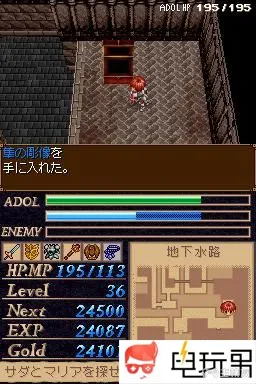 ADOL HP 195/195
革の彫像を
手に入れた。
ADOL
ENEMY
HP.MP 195/113
Level 36
Next 24500
EXP 24087
Gold 2410
地下水路
サダとマリアを探せ
电玩男